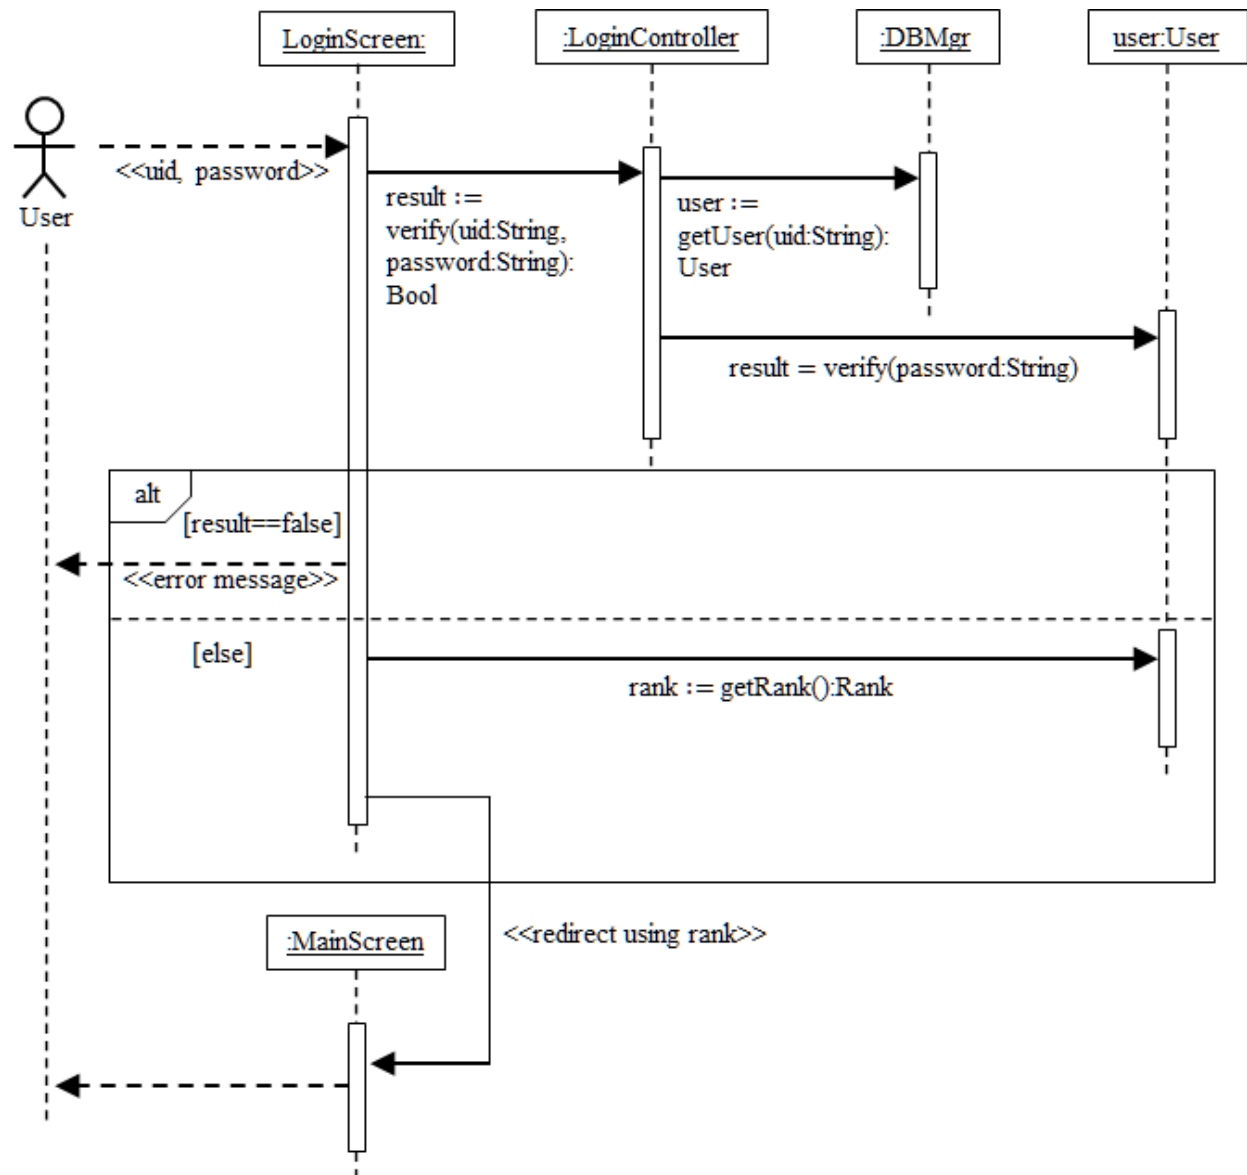 LoginScreen:
:LoginController
:DBMgr
user:User
<<uid, password>>
User
result :=
verify(uid:String,
password:String):
Bool
user :=
getUser(uid:String):
User
result = verify(password:String)
alt
[result==false]
<<error message>>
[else]
rank := getRank():Rank
:MainScreen
<<redirect using rank>>